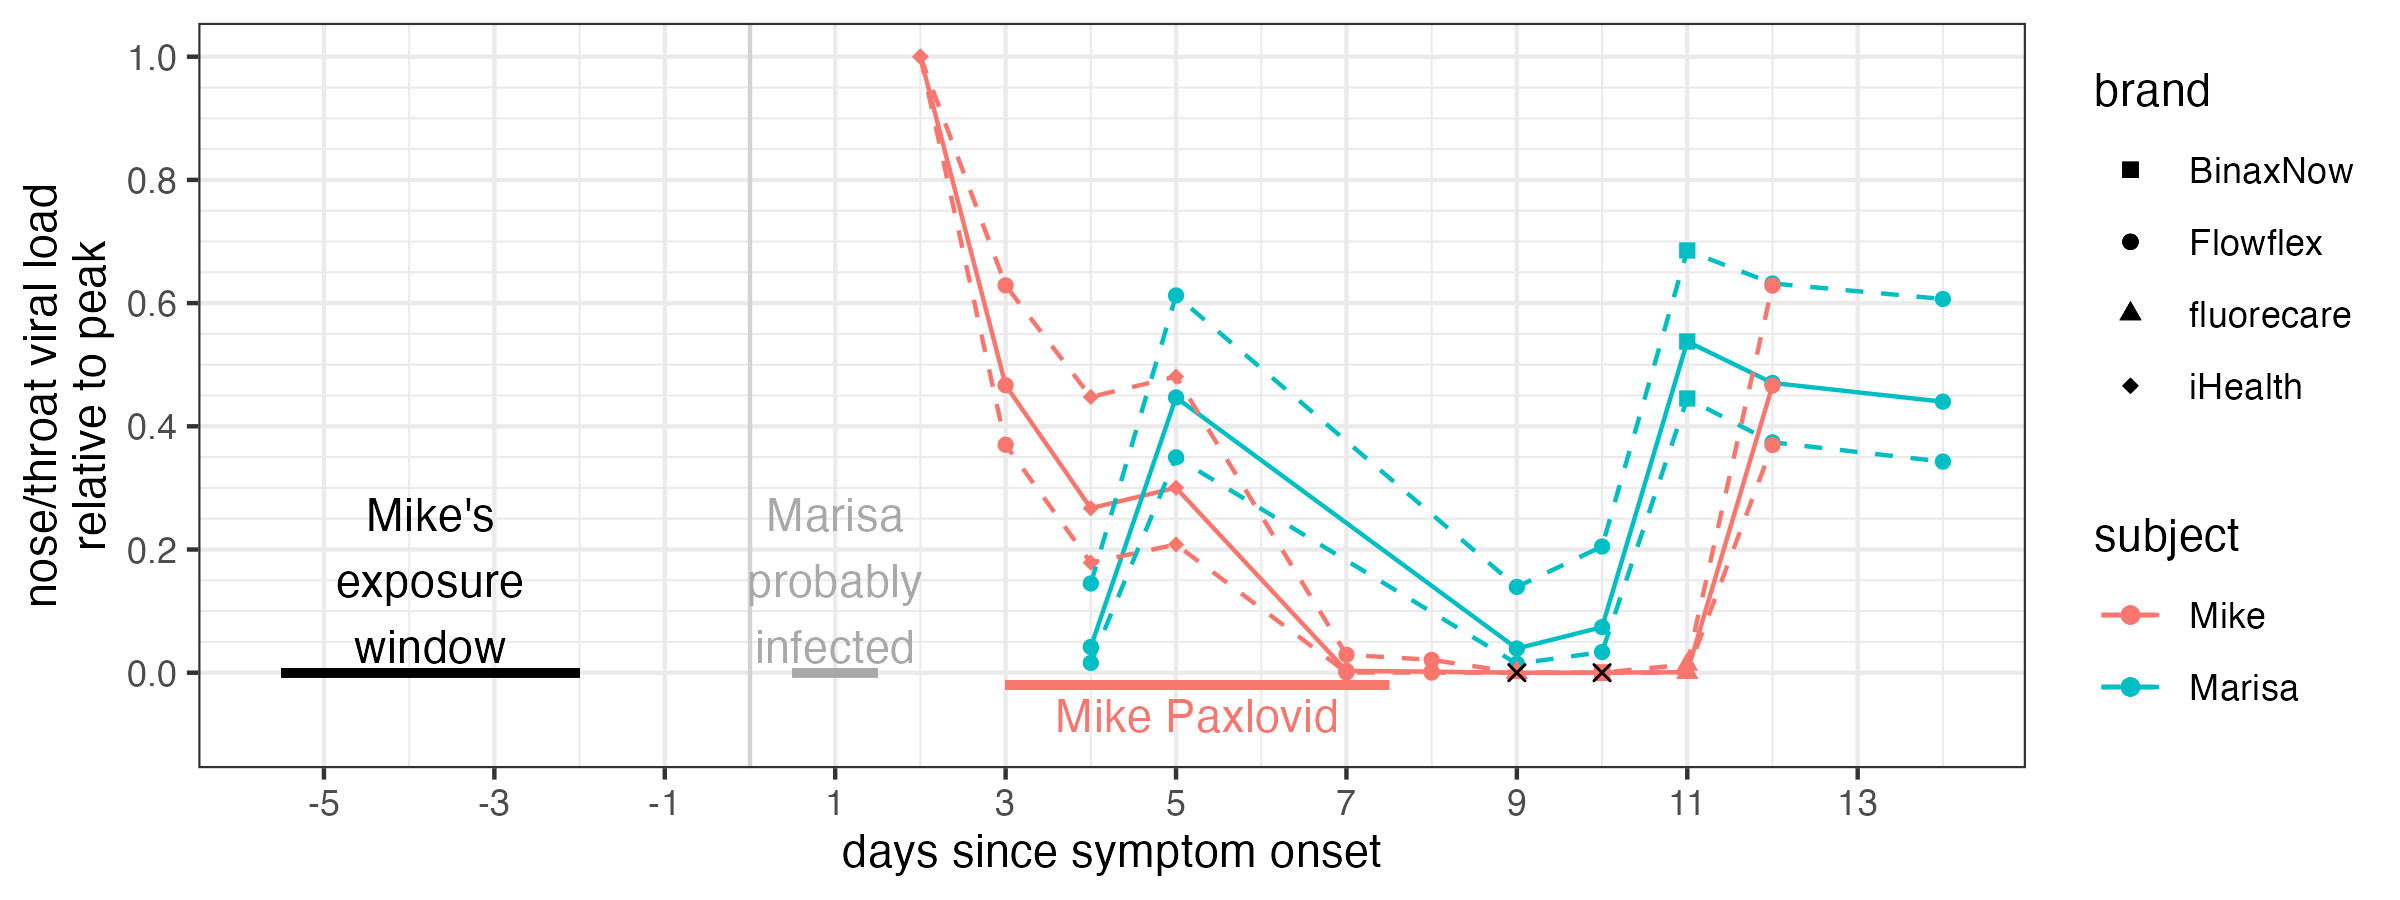 nose/throat viral load
relative to peak
1.0
0.8
0.6
0.4
0.2
0.0
Mike's
exposure
window
Marisa
probably
infected
Mike Paxlovid
-5
-3
-1
1
3
5
7
9
11
13
days since symptom onset
brand
BinaxNow
Flowflex
fluorecare
iHealth
subject
Mike
Marisa